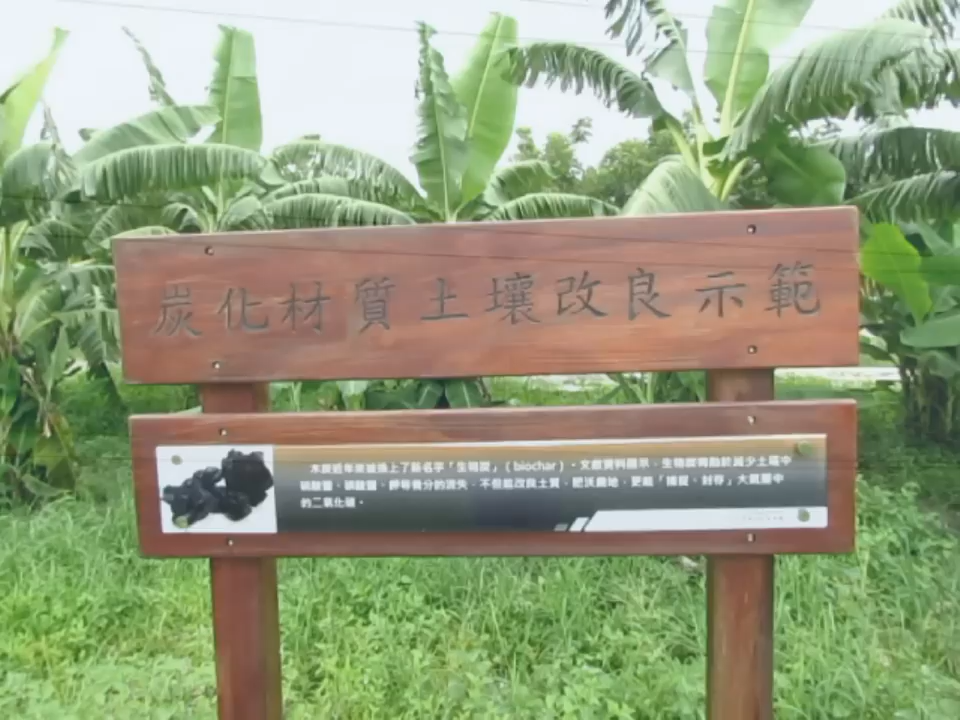 炭化材質土壤改良示範
木炭近年來被換上了新名字「生物炭」（biochar）。文獻資料顯示，生物炭有助於減少土壤中
磷酸鹽、硝酸鹽、鉀等養分的流失，不但能改良土質、肥沃農地，更能「捕捉、封存」大氣層中
的二氧化碳。